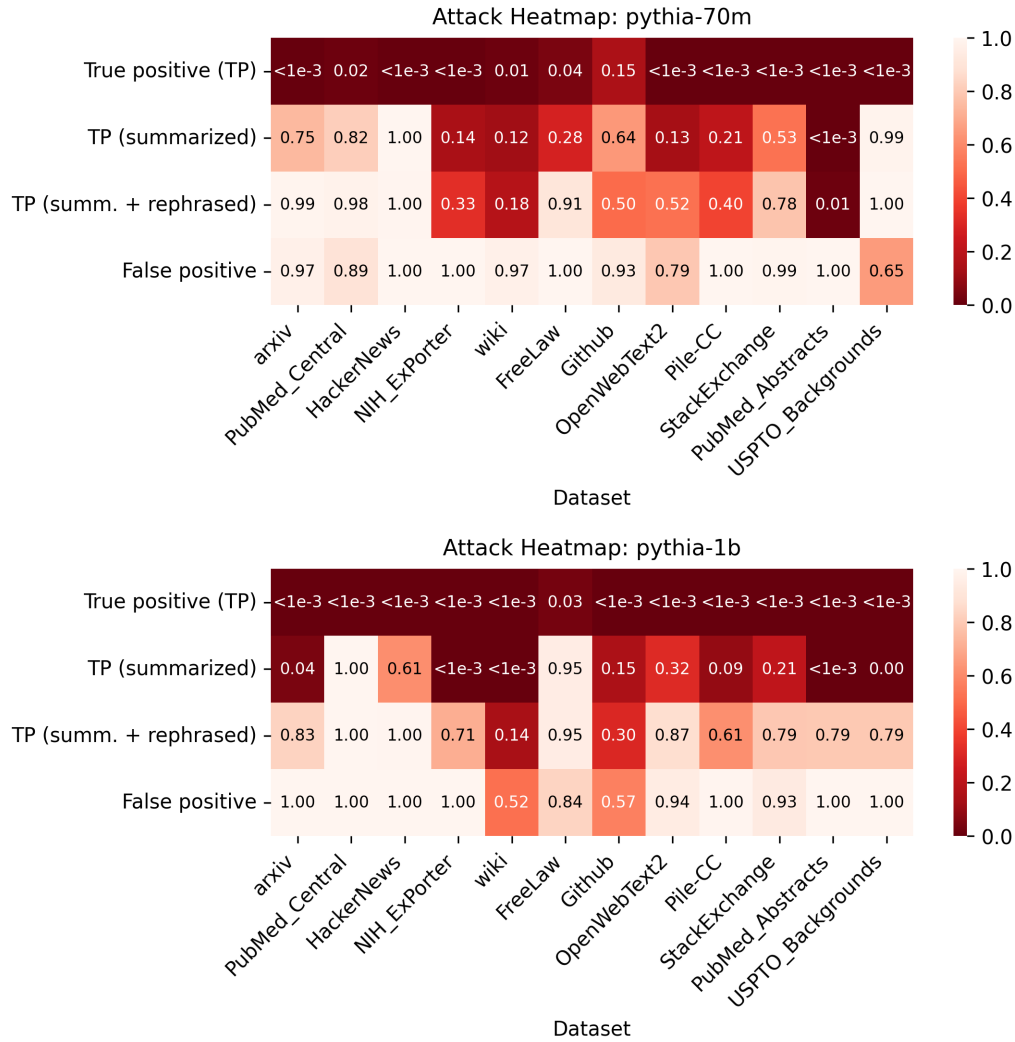 Attack Heatmap: pythia-70m
True positive (TP) <1e-3 0.02 <1e-3 <1e-3 0.01 0.04 0.15 <1e-3 <1e-3 <1e-3 <1e-3 <1e-3
TP (summarized) 0.75 0.82 1.00 0.14 0.12 0.28 0.64 0.13 0.21 0.53 <1e-3 0.99
TP (summ. + rephrased) 0.99 0.98 1.00 0.33 0.18 0.91 0.50 0.52 0.40 0.78 0.01 1.00
False positive 0.97 0.89 1.00 1.00 0.97 1.00 0.93 0.79 1.00 0.99 1.00 0.65
1.0
0.8
0.6
0.4
0.2
0.0
arxiv
PubMed_Central
HackerNews
NIH_ExPorter
wiki
FreeLaw
Github
OpenWebText2
Pile-CC
StackExchange
PubMed_Abstracts
USPTO_Backgrounds
Dataset
Attack Heatmap: pythia-1b
True positive (TP) <1e-3 <1e-3 <1e-3 <1e-3 <1e-3 0.03 <1e-3 <1e-3 <1e-3 <1e-3 <1e-3 <1e-3
TP (summarized) 0.04 1.00 0.61 <1e-3 <1e-3 0.95 0.15 0.32 0.09 0.21 <1e-3 0.00
TP (summ. + rephrased) 0.83 1.00 1.00 0.71 0.14 0.95 0.30 0.87 0.61 0.79 0.79 0.79
False positive 1.00 1.00 1.00 1.00 0.52 0.84 0.57 0.94 1.00 0.93 1.00 1.00
1.0
0.8
0.6
0.4
0.2
0.0
arxiv
PubMed_Central
HackerNews
NIH_ExPorter
wiki
FreeLaw
Github
OpenWebText2
Pile-CC
StackExchange
PubMed_Abstracts
USPTO_Backgrounds
Dataset